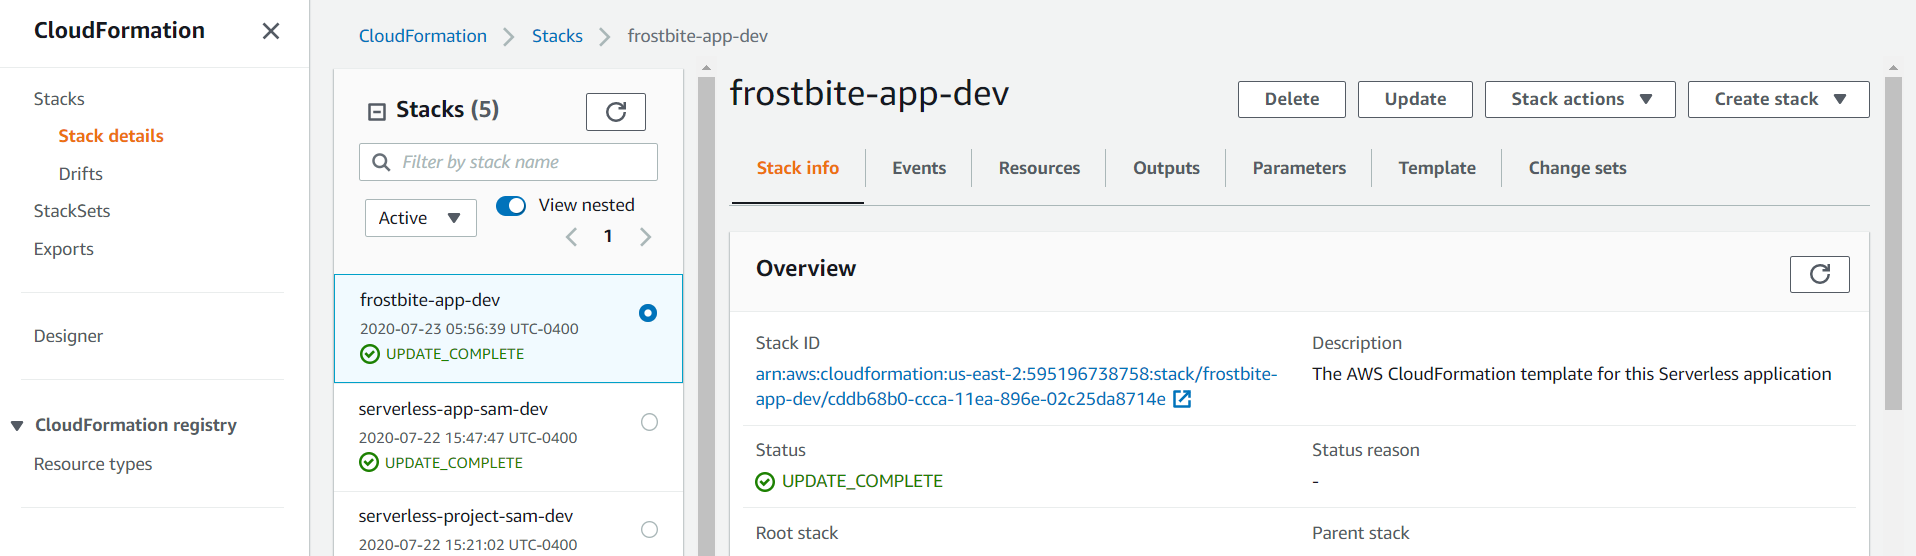 CloudFormation
Stacks
Stack details
Drifts
StackSets
Exports
Designer
CloudFormation registry
Resource types
CloudFormation
Stacks
frostbite-app-dev
Stacks (5)
Filter by stack name
Active
View nested
1
frostbite-app-dev
2020-07-23 05:56:39 UTC-0400
UPDATE_COMPLETE
serverless-app-sam-dev
2020-07-22 15:47:47 UTC-0400
UPDATE_COMPLETE
serverless-project-sam-dev
2020-07-22 15:21:02 UTC-0400
frostbite-app-dev
Delete
Update
Stack actions
Create stack
Stack info
Events
Resources
Outputs
Parameters
Template
Change sets
Overview
Stack ID
arn:aws:cloudformation:us-east-2:595196738758:stack/frostbite-
app-dev/cddb68b0-ccca-11ea-896e-02c25da8714e
Description
The AWS CloudFormation template for this Serverless application
Status
UPDATE_COMPLETE
Status reason
-
Root stack
Parent stack